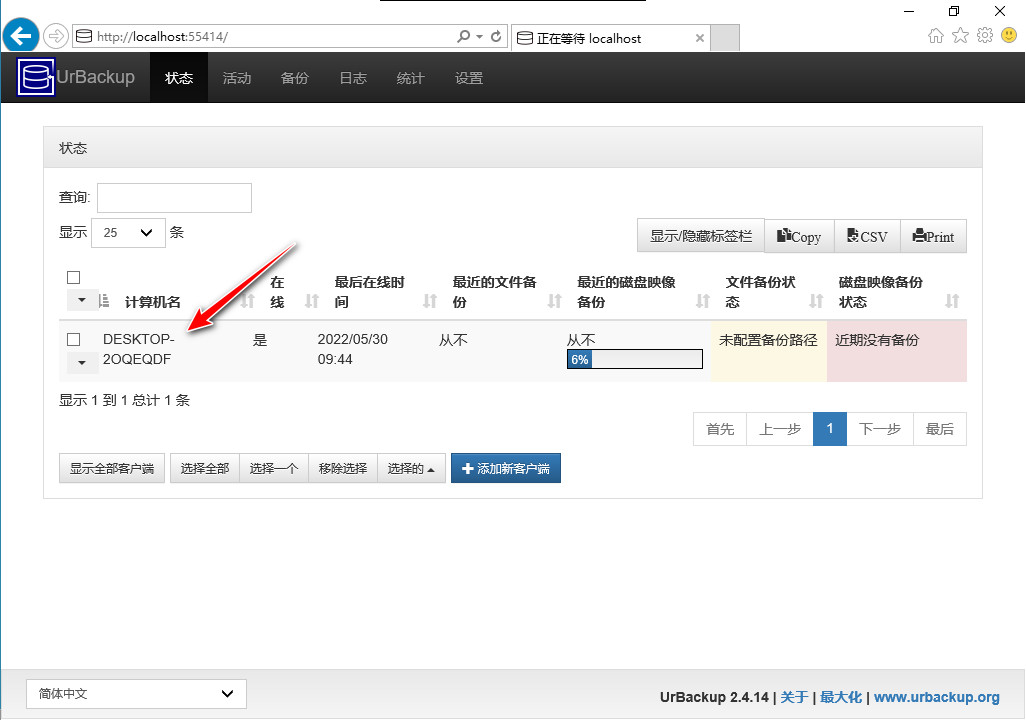 http://localhost:55414/
正在等待 localhost
UrBackup 状态 活动 备份 日志 统计 设置
状态
查询:
显示 25 条
显示/隐藏标签栏 Copy CSV Print
计算机名 在线 最后在线时间 最近的文件备份 最近的磁盘映像备份 文件备份状态 磁盘映像备份状态
DESKTOP-2OQEQDF 是 2022/05/30 09:44 从不 从不 6% 未配置备份路径 近期没有备份
显示 1 到 1 总计 1 条
首先 上一步 1 下一步 最后
显示全部客户端 选择全部 选择一个 移除选择 选择的 添加新客户端
简体中文
UrBackup 2.4.14 | 关于 | 最大化 | www.urbackup.org